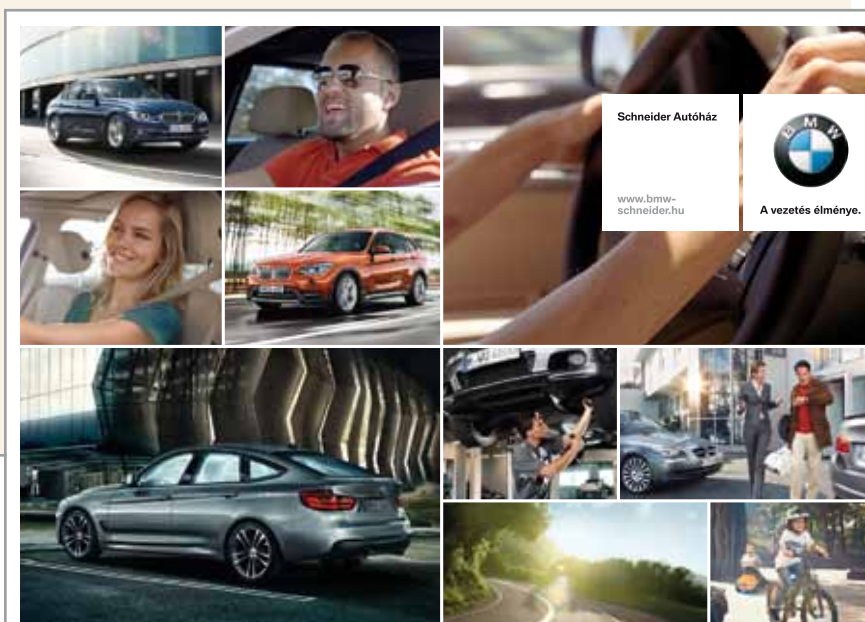 Schneider Autóház
www.bmw-
schneider.hu
BMW
A vezetés élménye.